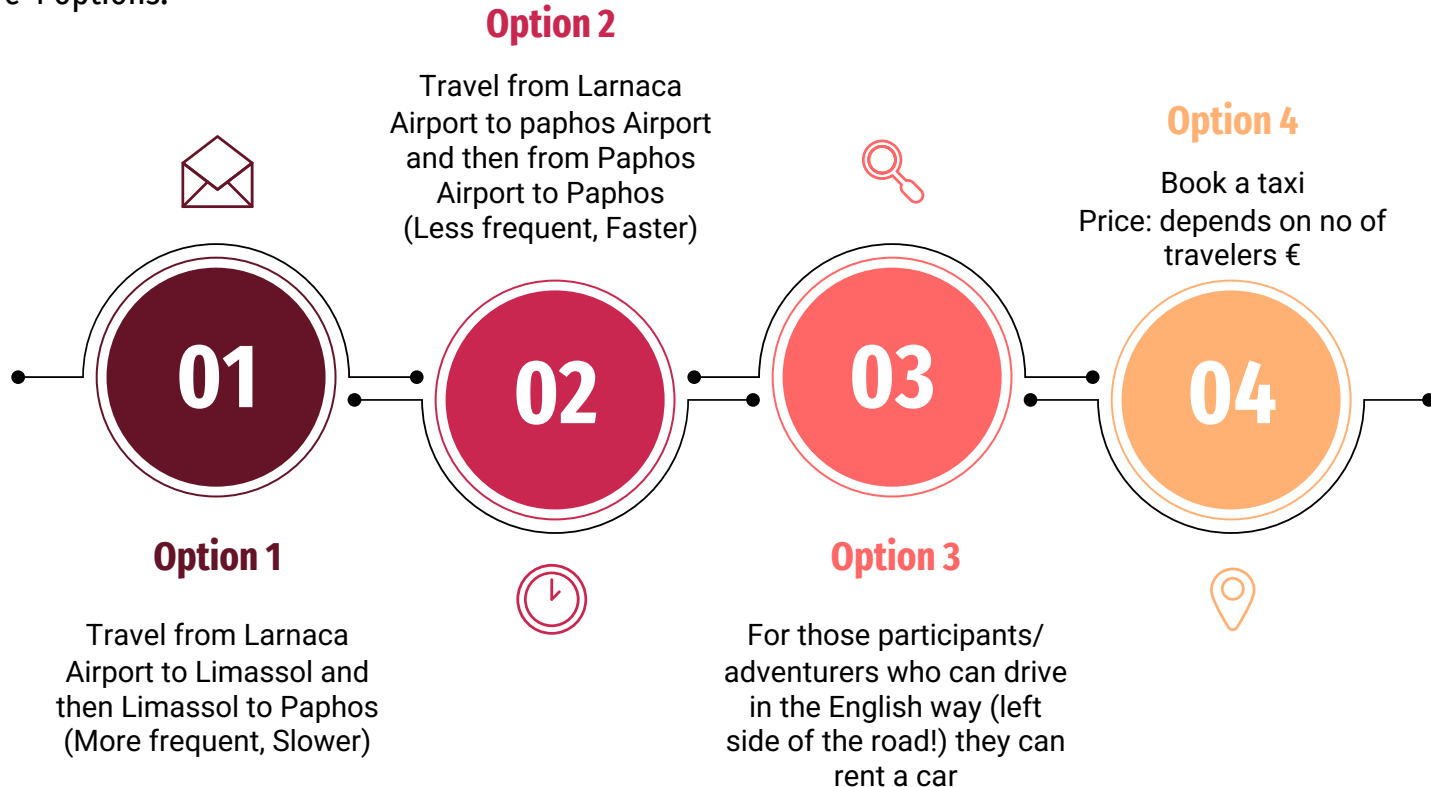 4 options:
Option 2
Travel from Larnaca
Airport to paphos Airport
and then from Paphos
Airport to Paphos
(Less frequent, Faster)
Option 4
Book a taxi
Price: depends on no of
travelers €
01
02
03
04
Option 1
Travel from Larnaca
Airport to Limassol and
then Limassol to Paphos
(More frequent, Slower)
Option 3
For those participants/
adventurers who can drive
in the English way (left
side of the road!) they can
rent a car